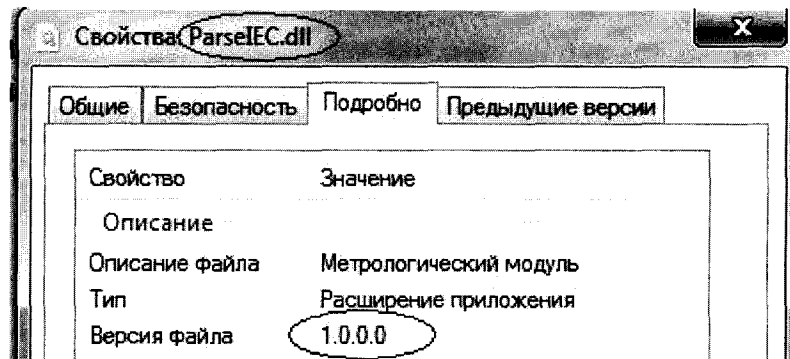 Свойства: ParseIEC.dll
Общие Безопасность Подробно Предыдущие версии
Свойство Значение
Описание
Описание файла Метрологический модуль
Тип Расширение приложения
Версия файла 1.0.0.0